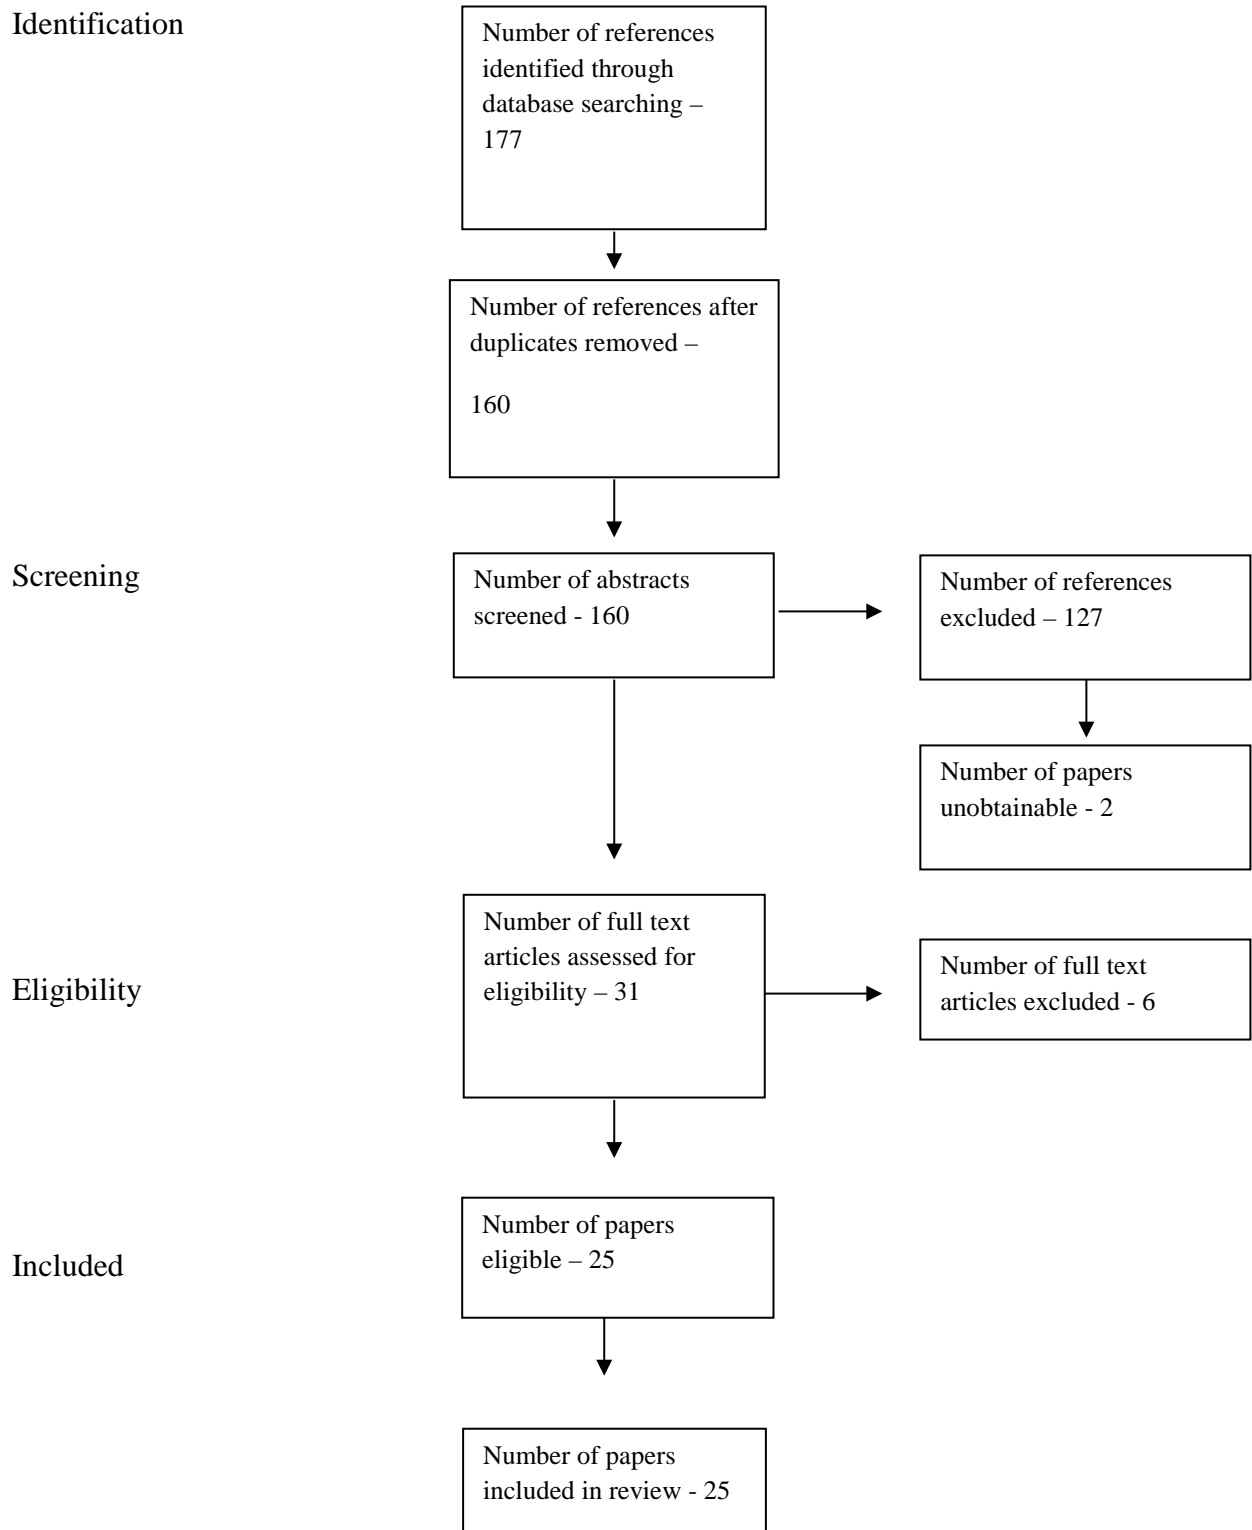 Identification
Number of references
identified through
database searching –
177
Number of references after
duplicates removed –
160
Screening
Number of abstracts
screened - 160
Number of references
excluded – 127
Number of papers
unobtainable - 2
Eligibility
Number of full text
articles assessed for
eligibility – 31
Number of full text
articles excluded - 6
Included
Number of papers
eligible – 25
Number of papers
included in review - 25